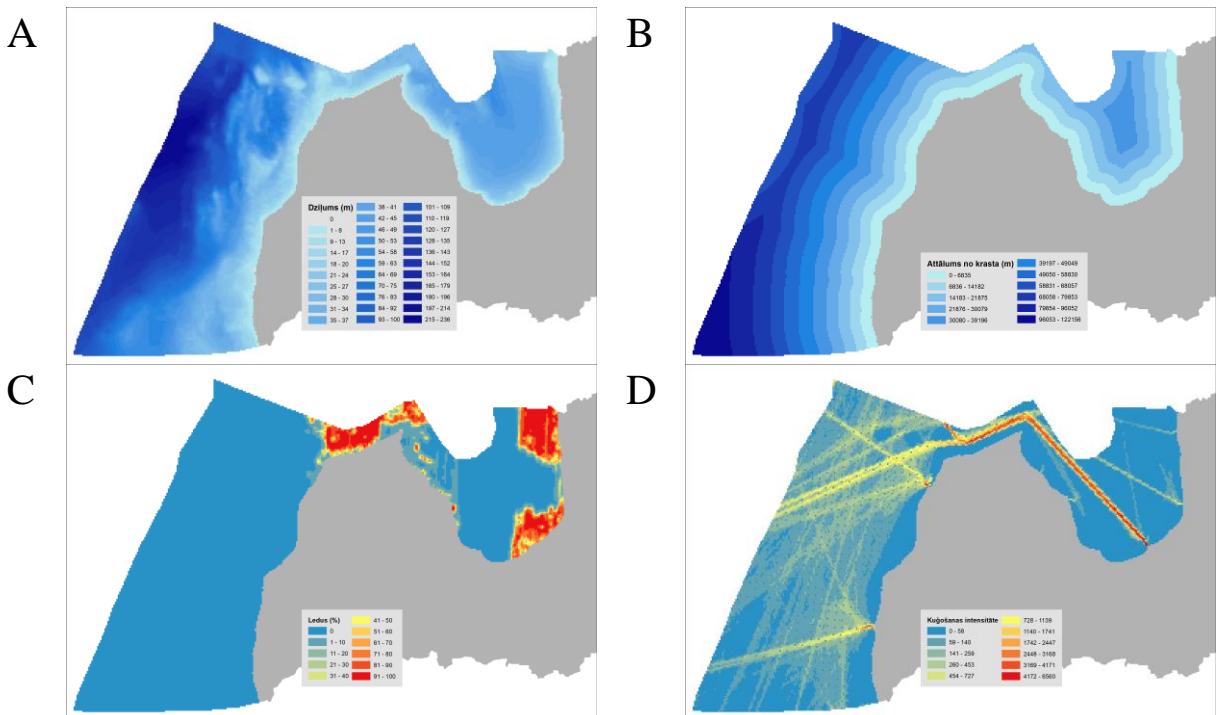 A
Dziļums (m)
0
1 - 8
9 - 13
14 - 17
18 - 20
21 - 24
25 - 27
28 - 30
31 - 34
35 - 37
38 - 41
42 - 45
46 - 49
50 - 53
54 - 58
59 - 63
64 - 69
70 - 75
76 - 83
84 - 92
93 - 100
101 - 109
110 - 119
120 - 127
128 - 135
136 - 143
144 - 152
153 - 164
165 - 179
180 - 196
197 - 214
215 - 236
B
Attālums no krasta (m)
0 - 6835
6836 - 14182
14183 - 21875
21876 - 30079
30080 - 39196
39197 - 49049
49050 - 58830
58831 - 68057
68058 - 79853
79854 - 96052
96053 - 122156
C
Ledus (%)
0
1 - 10
11 - 20
21 - 30
31 - 40
41 - 50
51 - 60
61 - 70
71 - 80
81 - 90
91 - 100
D
Kuģošanas intensitāte
0 - 58
59 - 140
141 - 259
260 - 453
454 - 727
728 - 1139
1140 - 1741
1742 - 2447
2448 - 3168
3169 - 4171
4172 - 6560